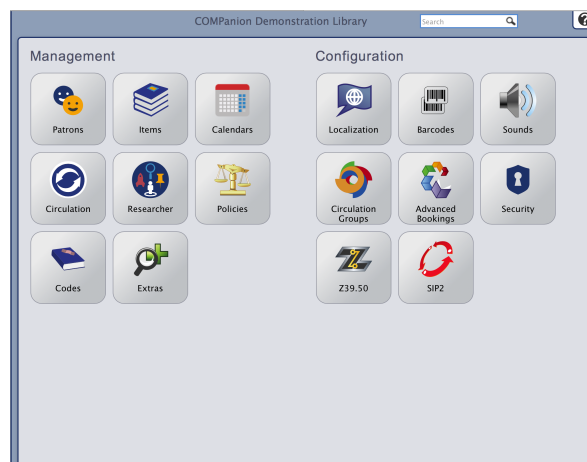 COMPanion Demonstration Library
Search
?
Management
Configuration
Patrons
Items
Calendars
Localization
Barcodes
Sounds
Circulation
Researcher
Policies
Circulation
Groups
Advanced
Bookings
Security
Codes
Extras
Z39.50
SIP2